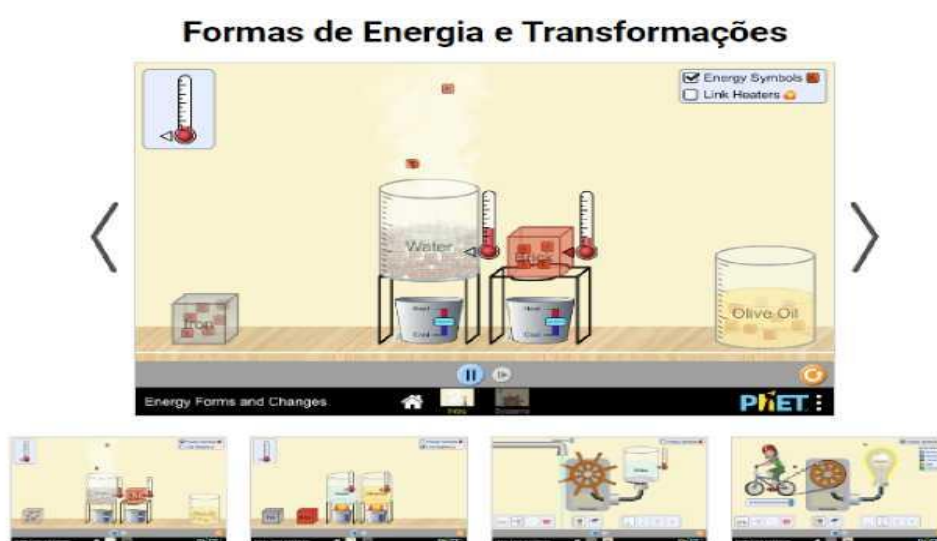 Formas de Energia e Transformações
Energy Symbols
Link Heaters
Water
Brick
Iron
Olive Oil
Heat
Cool
Heat
Cool
Energy Forms and Changes
Intro
Systems
PhET